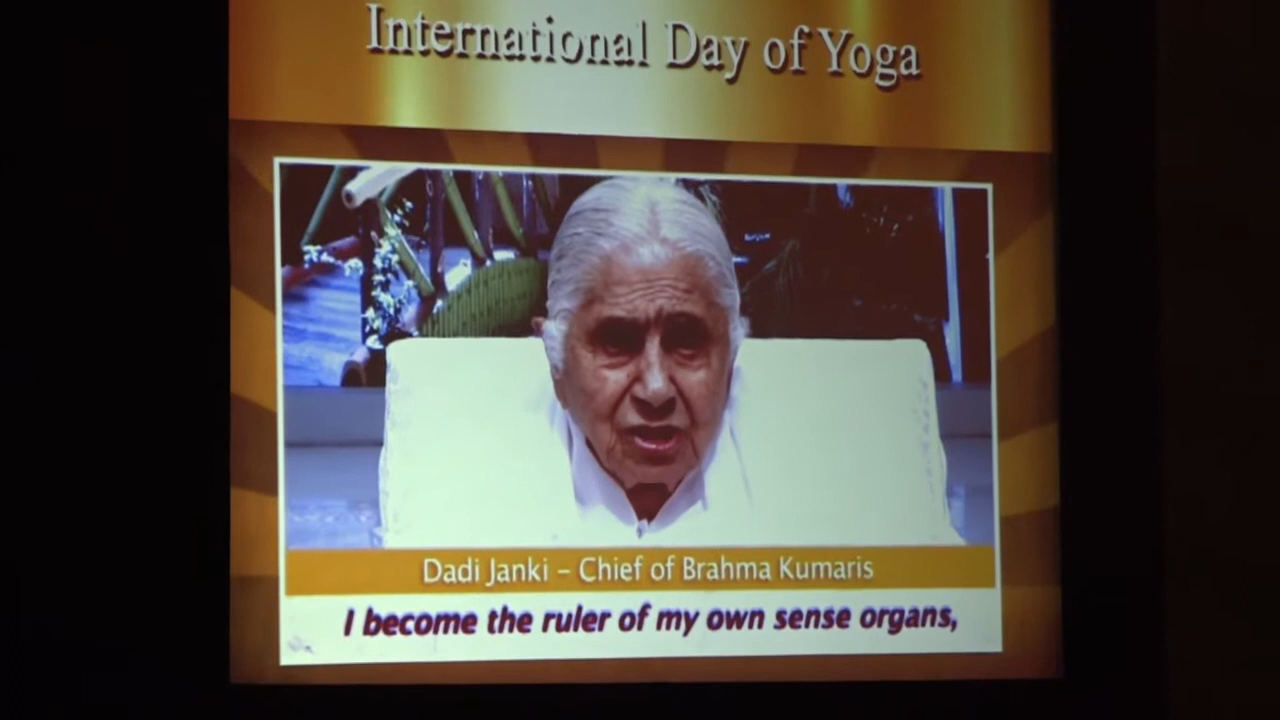 International Day of Yoga
Dadi Janki – Chief of Brahma Kumaris
I become the ruler of my own sense organs,